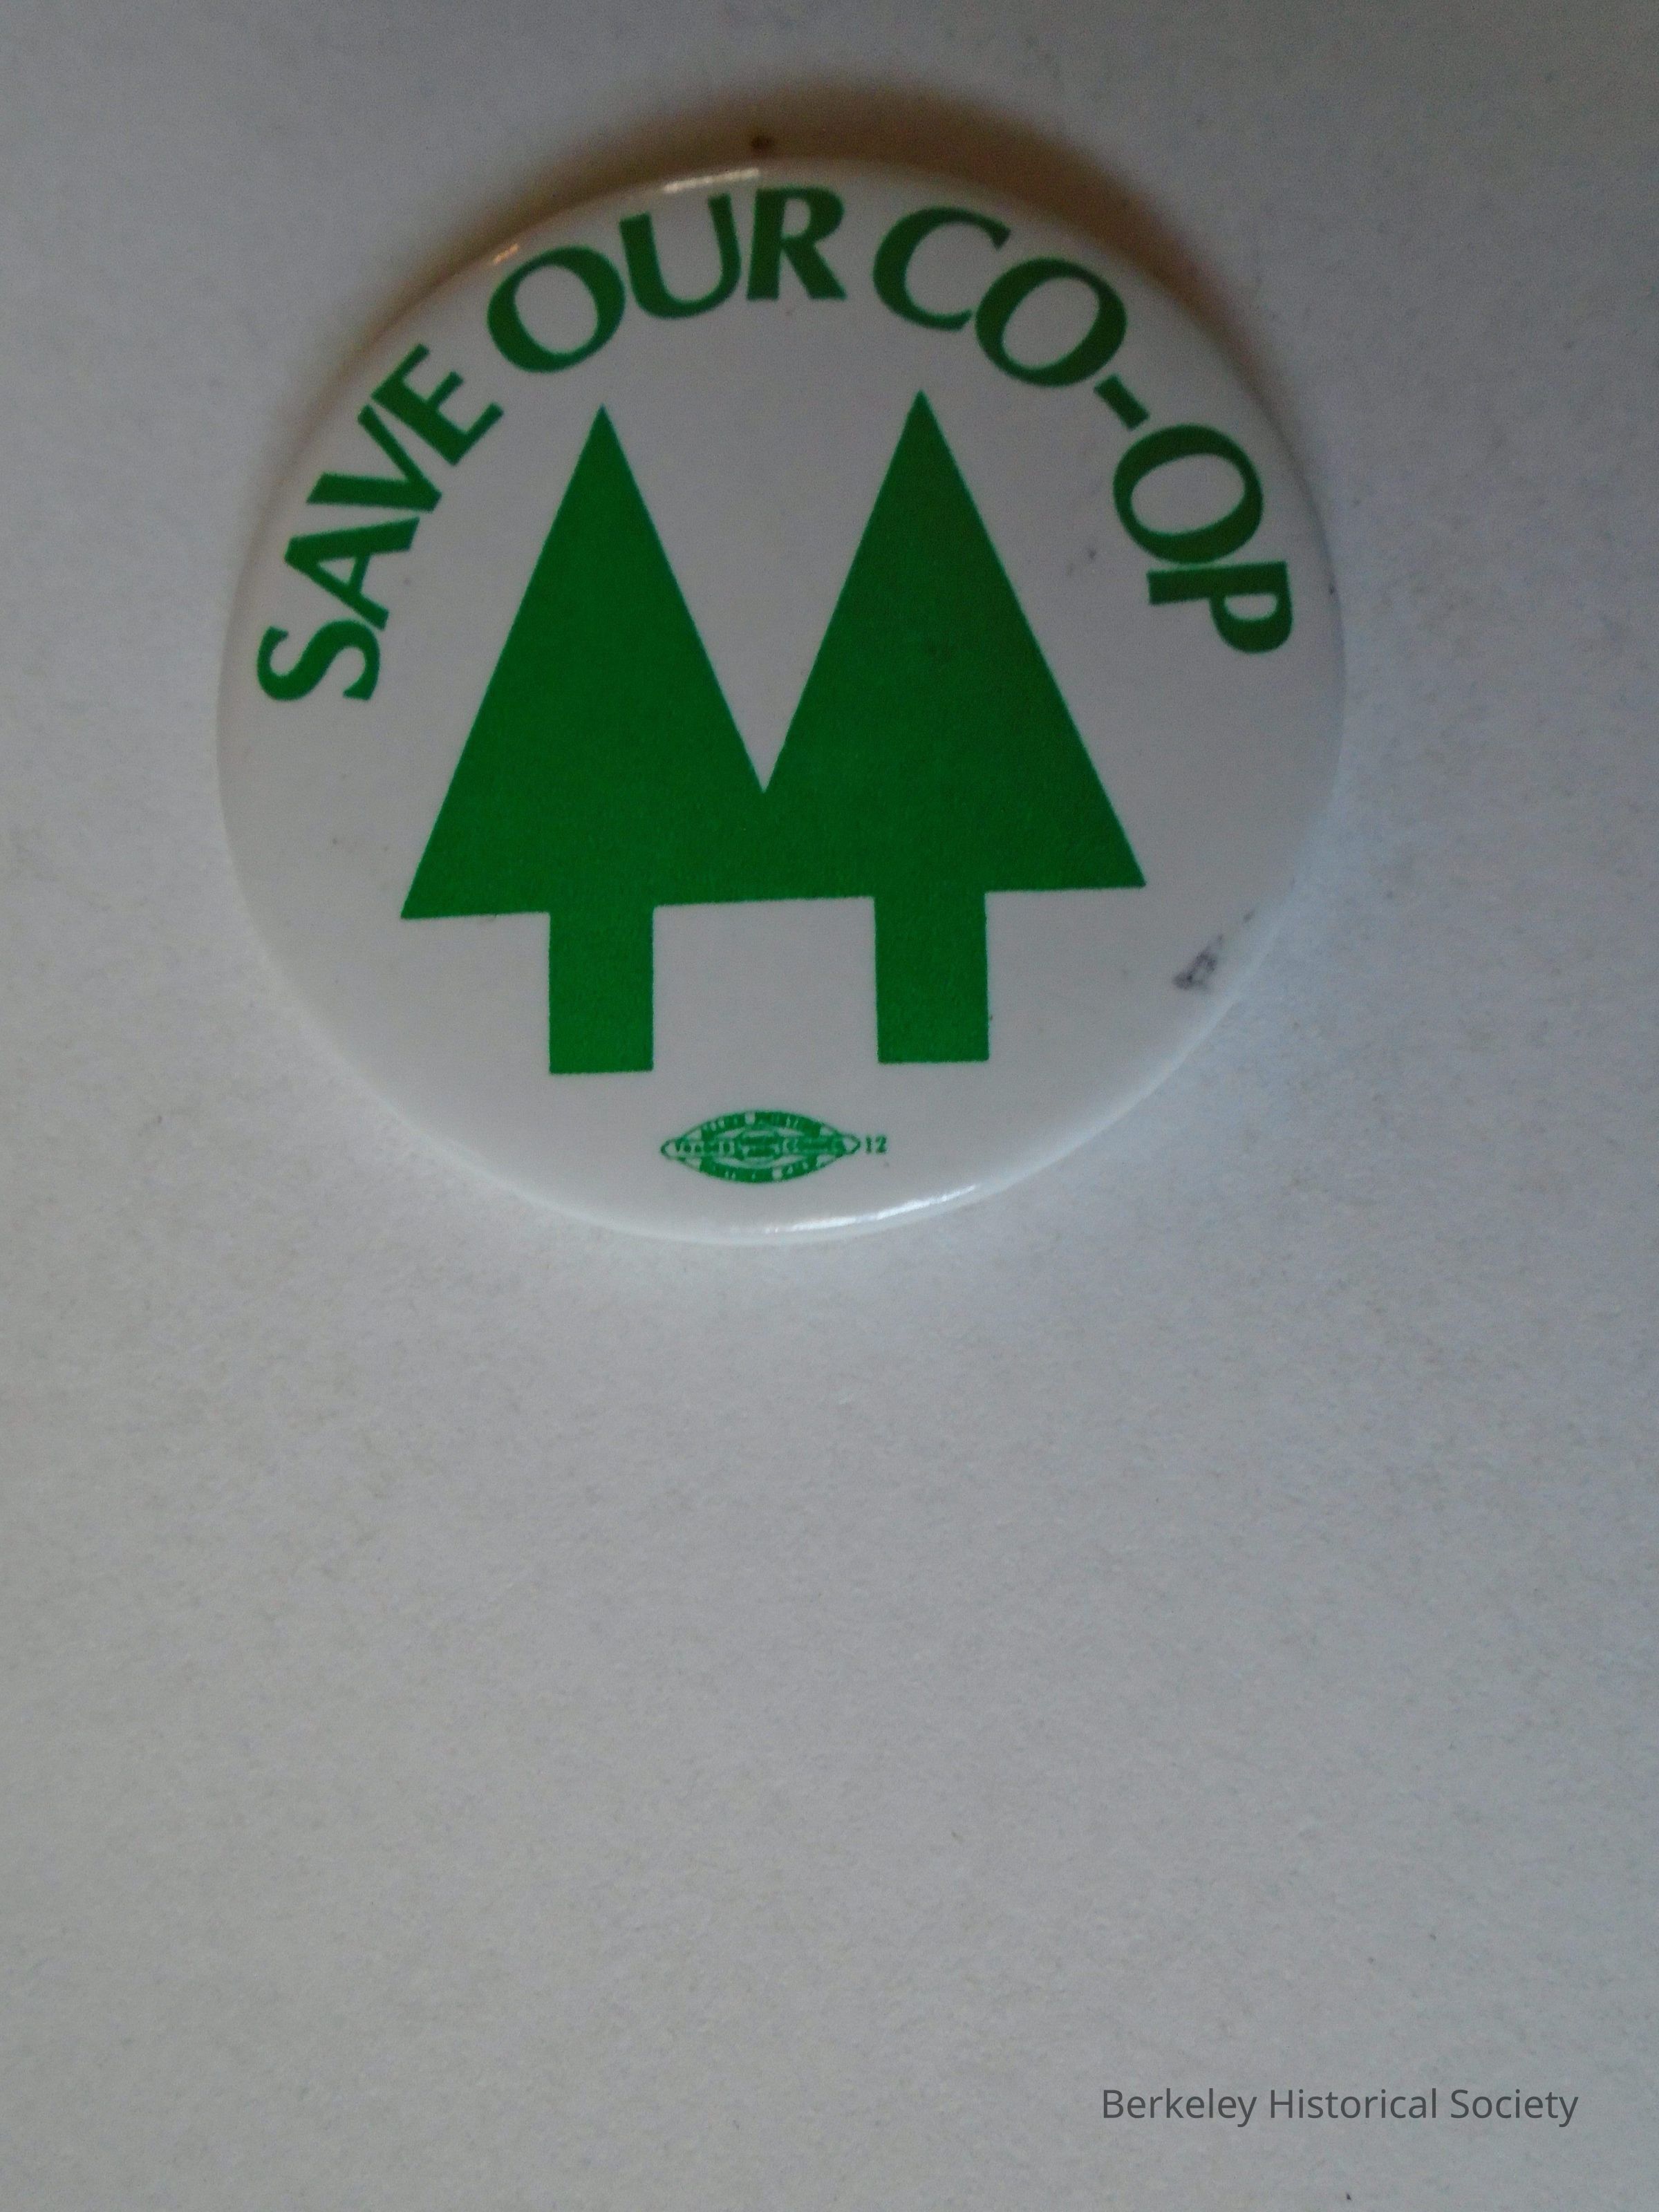 SAVE OUR CO-OP
12
Berkeley Historical Society